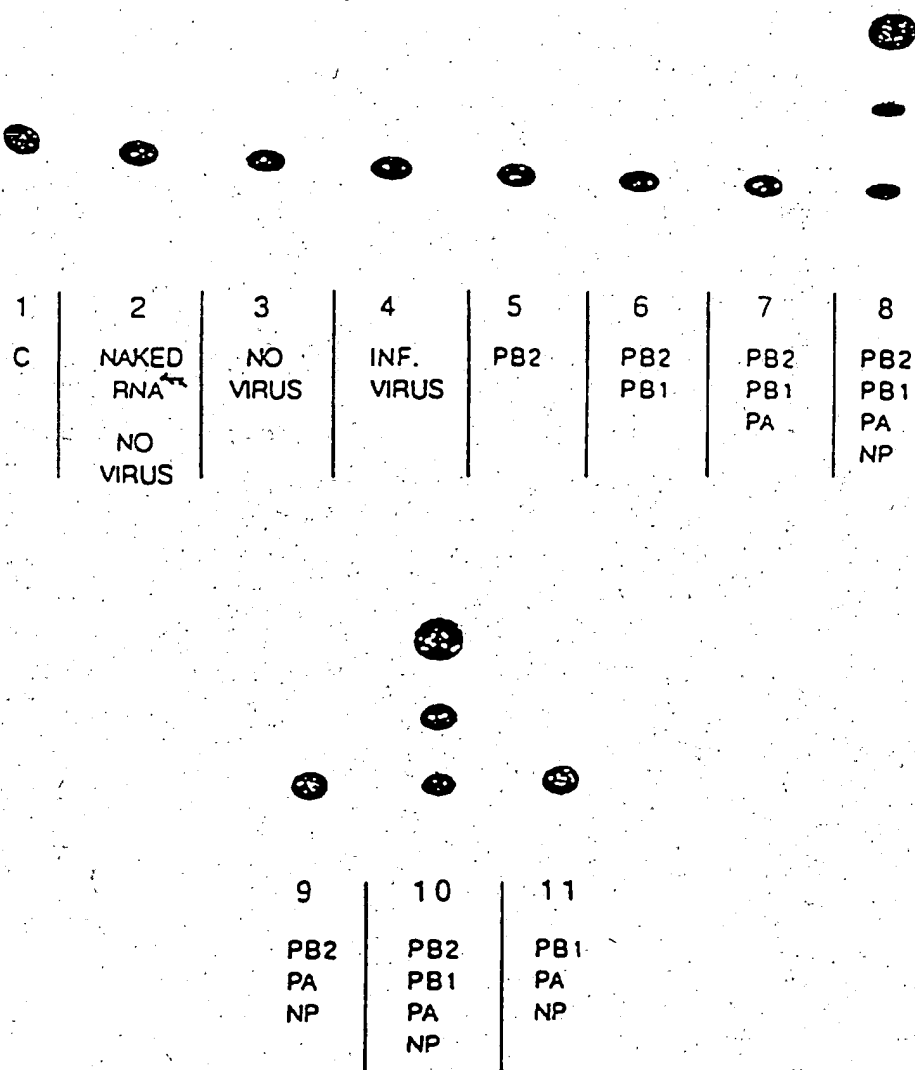 1 2 3 4 5 6 7 8
C NAKED NO INF. PB2 PB2 PB2 PB2
RNA VIRUS VIRUS PB1 PB1 PB1
NO PA PA
VIRUS NP
9 10 11
PB2 PB2 PB1
PA PB1 PA
NP PA NP
NP